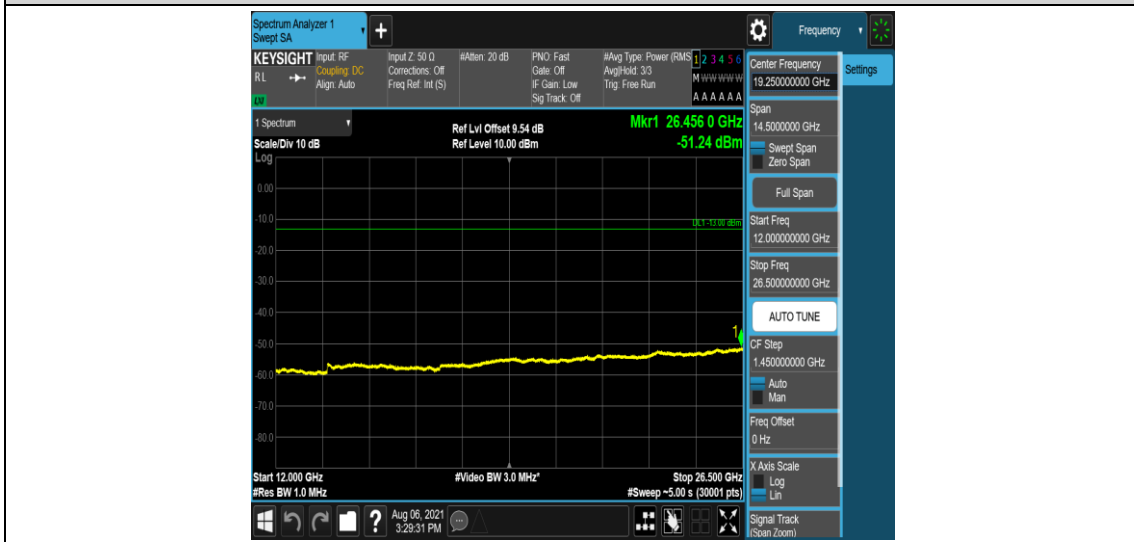 Spectrum Analyzer 1
Swept SA
+
Frequency
KEYSIGHT
RL
LXI
Input: RF
Coupling: DC
Align: Auto
Input Z: 50 Ω
Corrections: Off
Freq Ref: Int (S)
#Atten: 20 dB
PNO: Fast
Gate: Off
IF Gain: Low
Sig Track: Off
#Avg Type: Power (RMS
Avg|Hold: 3/3
Trig: Free Run
1 2 3 4 5 6
M W W W W W
A A A A A A
1 Spectrum
Scale/Div 10 dB
Ref Lvl Offset 9.54 dB
Ref Level 10.00 dBm
Mkr1 26.456 0 GHz
-51.24 dBm
Log
0.00
-10.0
DL1 -13.00 dBm
-20.0
-30.0
-40.0
1
-50.0
-60.0
-70.0
-80.0
Start 12.000 GHz
#Res BW 1.0 MHz
#Video BW 3.0 MHz*
Stop 26.500 GHz
#Sweep ~5.00 s (30001 pts)
?
Aug 06, 2021
3:29:31 PM
Center Frequency
19.250000000 GHz
Settings
Span
14.5000000 GHz
Swept Span
Zero Span
Full Span
Start Freq
12.000000000 GHz
Stop Freq
26.500000000 GHz
AUTO TUNE
CF Step
1.450000000 GHz
Auto
Man
Freq Offset
0 Hz
X Axis Scale
Log
Lin
Signal Track
(Span Zoom)